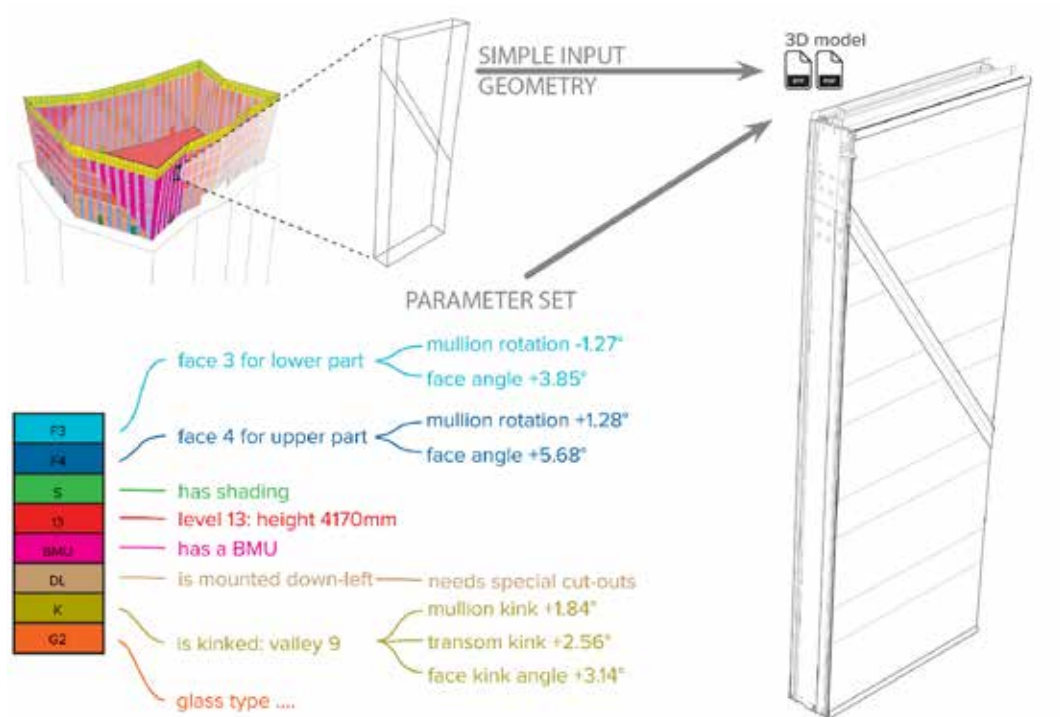 SIMPLE INPUT
GEOMETRY
3D model
PARAMETER SET
face 3 for lower part
mullion rotation -1.27°
face angle +3.85°
face 4 for upper part
mullion rotation +1.28°
face angle +5.68°
F3
F4
S
13
BMU
DL
K
G2
has shading
level 13: height 4170mm
has a BMU
is mounted down-left
needs special cut-outs
is kinked: valley 9
mullion kink +1.84°
transom kink +2.56°
face kink angle +3.14°
glass type ....